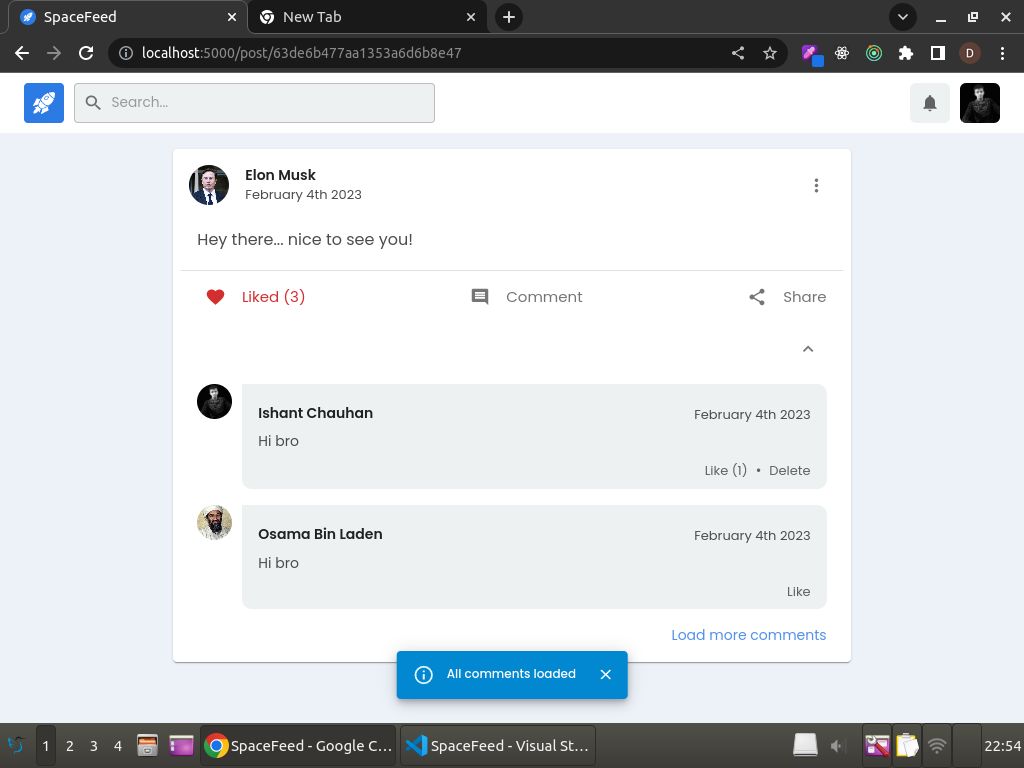 SpaceFeed
New Tab
localhost:5000/post/63de6b477aa1353a6d6b8e47
D
Search...
Elon Musk
February 4th 2023
Hey there... nice to see you!
Liked (3)
Comment
Share
Ishant Chauhan
February 4th 2023
Hi bro
Like (1) • Delete
Osama Bin Laden
February 4th 2023
Hi bro
Like
Load more comments
All comments loaded
1 2 3 4
SpaceFeed - Google C...
SpaceFeed - Visual St...
22:54